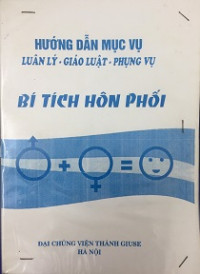 HƯỚNG DẪN MỤC VỤ
LUÂN LÝ - GIÁO LUẬT - PHỤNG VỤ
BÍ TÍCH HÔN PHỐI
ĐẠI CHỦNG VIỆN THÁNH GIUSE
HÀ NỘI